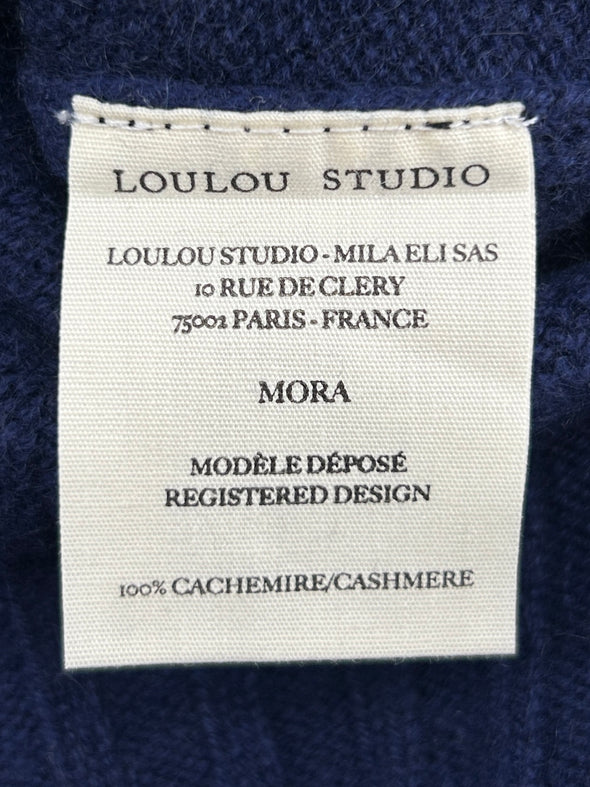 LOULOU STUDIO
LOULOU STUDIO - MILA ELI SAS
10 RUE DE CLERY
75002 PARIS - FRANCE
MORA
MODÈLE DÉPOSÉ
REGISTERED DESIGN
100% CACHEMIRE/CASHMERE